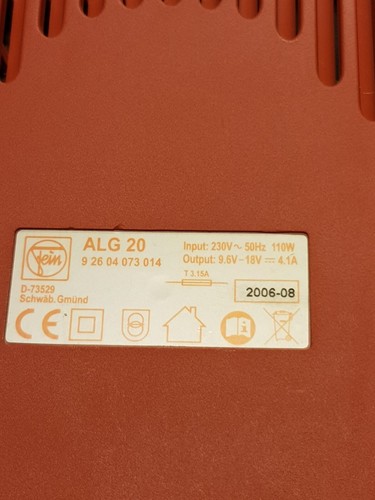 fein
ALG 20
9 26 04 073 014
Input: 230V ~ 50Hz 110W
Output: 9.6V-18V ⎓ 4.1A
T 3.15A
D-73529
Schwäb. Gmünd
2006-08
CE
i